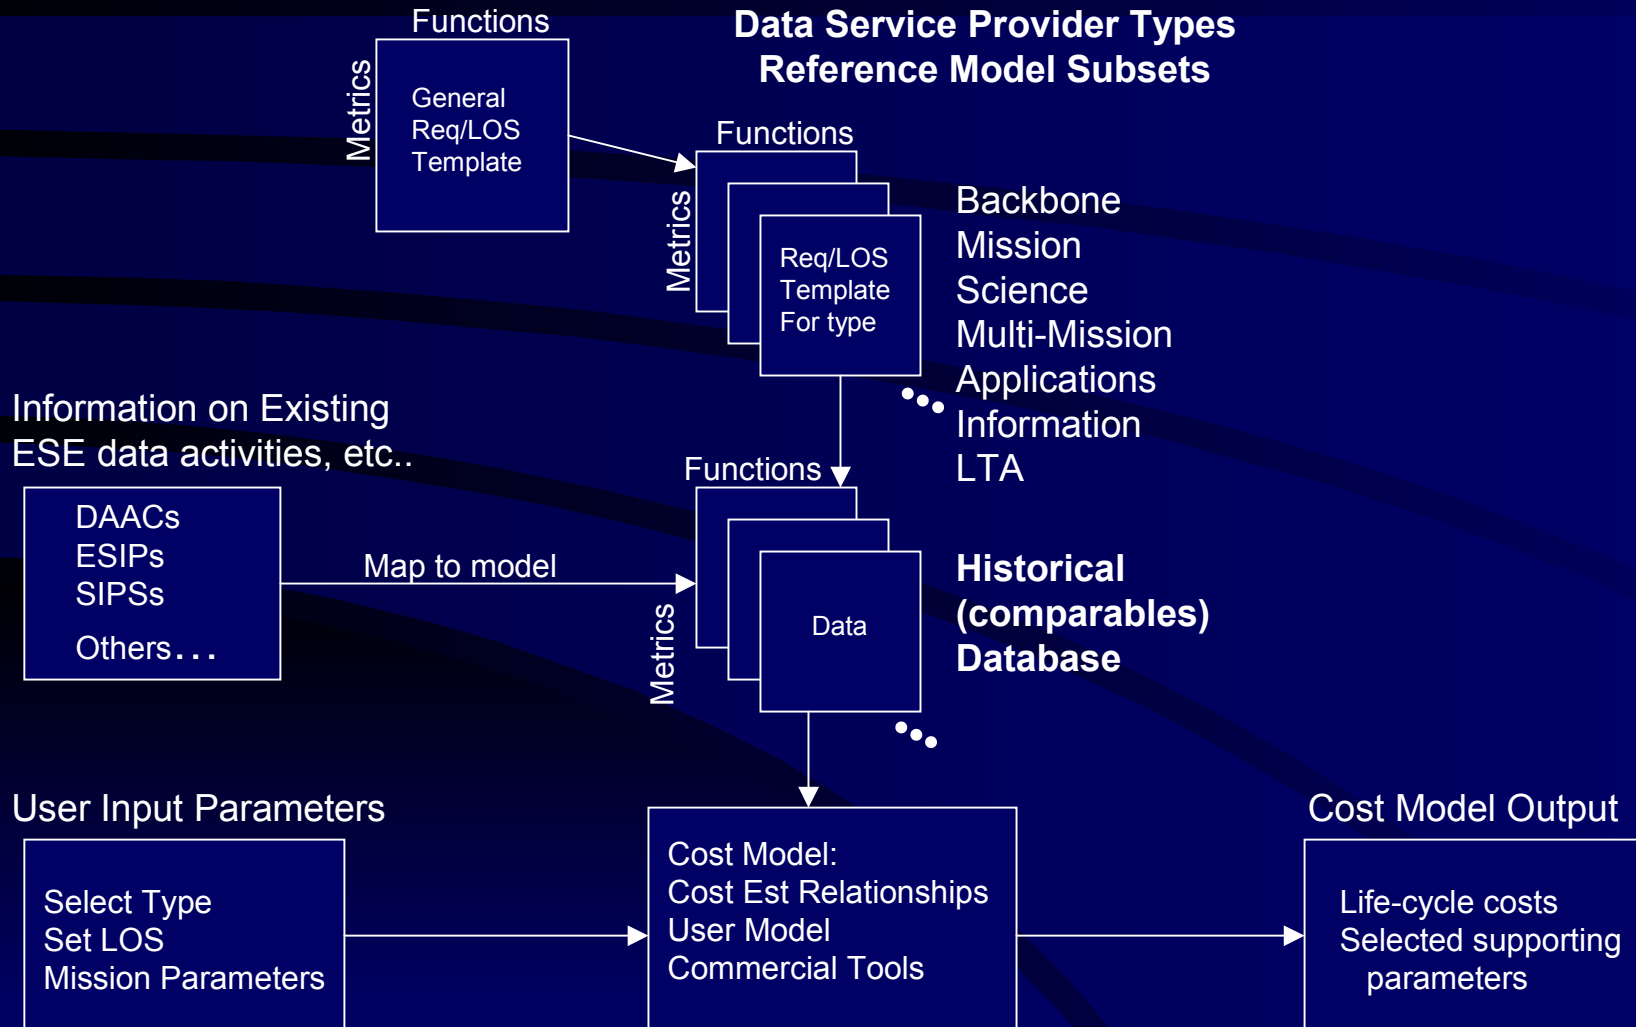 Functions
Metrics
General
Req/LOS
Template
Data Service Provider Types
Reference Model Subsets
Functions
Metrics
Req/LOS
Template
For type
Backbone
Mission
Science
Multi-Mission
Applications
Information
LTA
Information on Existing
ESE data activities, etc..
DAACs
ESIPs
SIPSs
Others...
Map to model
Functions
Metrics
Data
Historical
(comparables)
Database
User Input Parameters
Select Type
Set LOS
Mission Parameters
Cost Model:
Cost Est Relationships
User Model
Commercial Tools
Cost Model Output
Life-cycle costs
Selected supporting
parameters